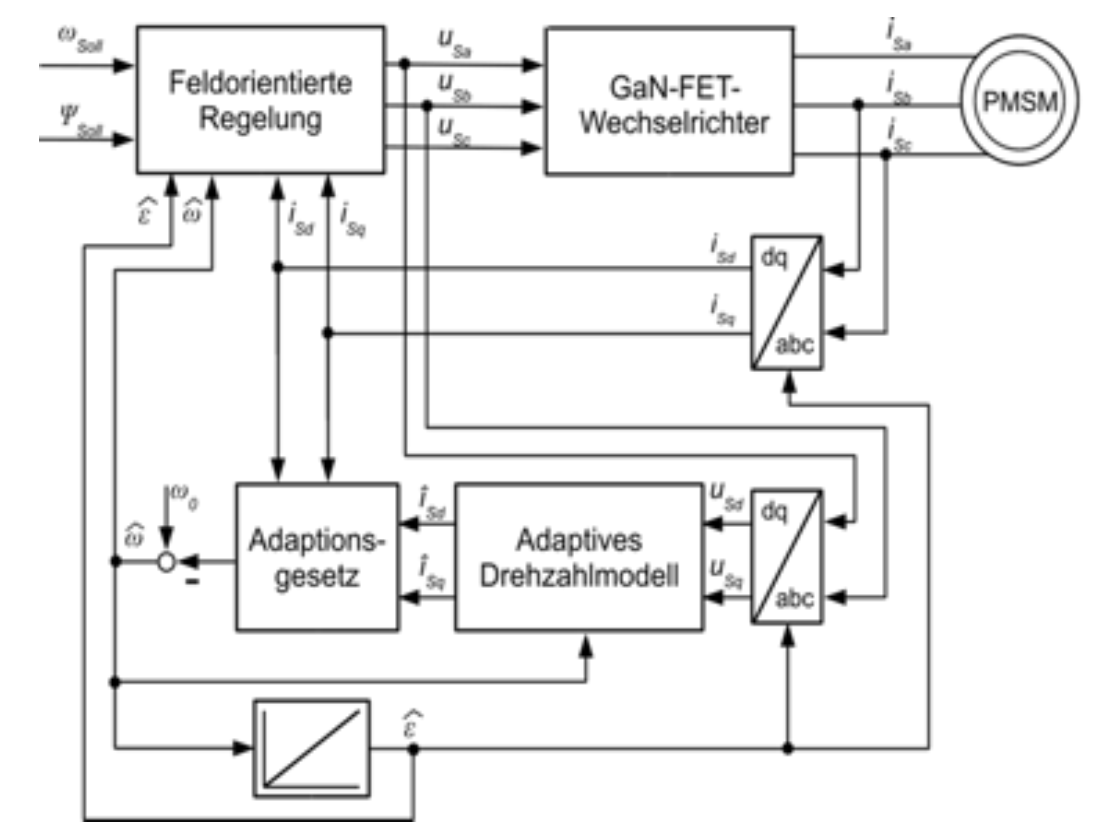 ω_Soll
Ψ_Soll
Feldorientierte
Regelung
u_Sa
u_Sb
u_Sc
GaN-FET-
Wechselrichter
i_Sa
i_Sb
i_Sc
PMSM
ε̂
ω̂
i_Sd
i_Sq
i_Sd
i_Sq
dq
abc
ω_0
ω̂
-
Adaptions-
gesetz
î_Sd
î_Sq
Adaptives
Drehzahlmodell
u_Sd
u_Sq
dq
abc
ε̂